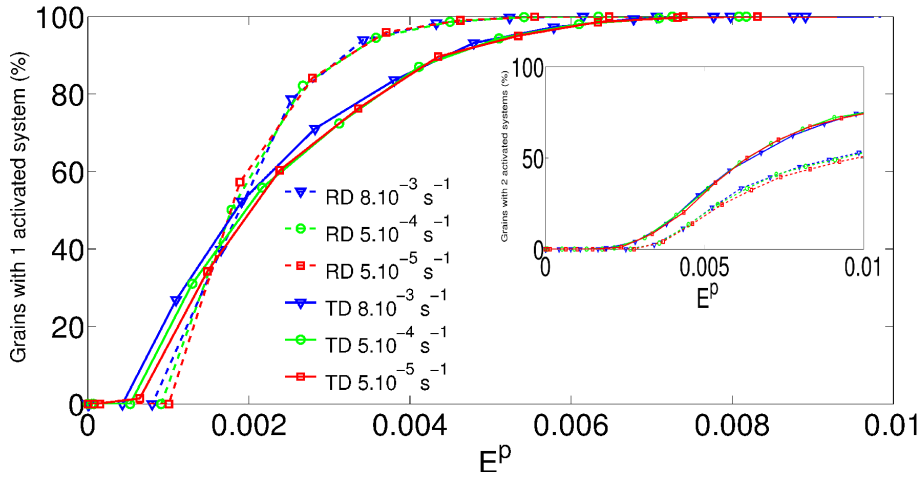 Grains with 1 activated system (%)
100
80
60
40
20
0
0
0.002
0.004
0.006
0.008
0.01
E^p
RD 8.10^-3 s^-1
RD 5.10^-4 s^-1
RD 5.10^-5 s^-1
TD 8.10^-3 s^-1
TD 5.10^-4 s^-1
TD 5.10^-5 s^-1
Grains with 2 activated systems (%)
100
50
0
0
0.005
0.01
E^p